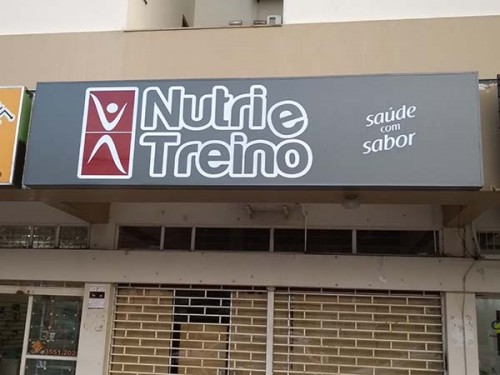 Nutri e
Treino
saúde
com
sabor